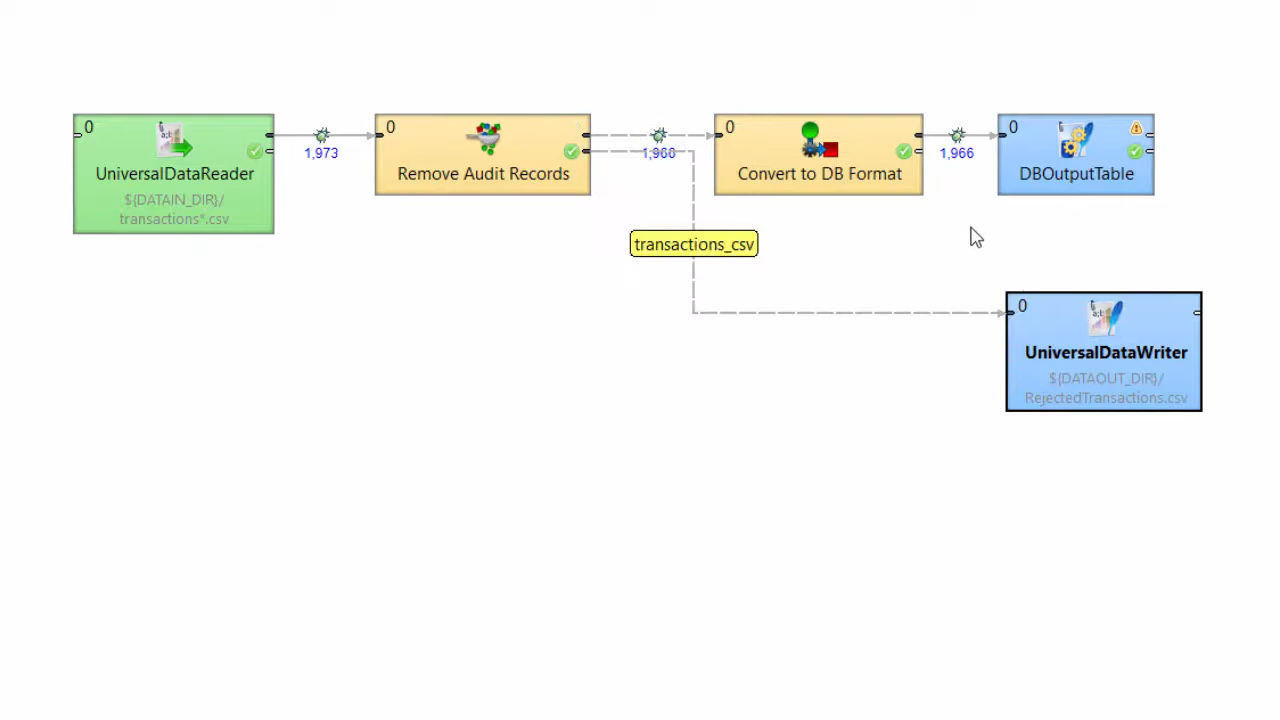 0
UniversalDataReader
${DATAIN_DIR}/
transactions*.csv
1,973
0
Remove Audit Records
1,966
0
Convert to DB Format
1,966
0
DBOutputTable
transactions_csv
0
UniversalDataWriter
${DATAOUT_DIR}/
RejectedTransactions.csv